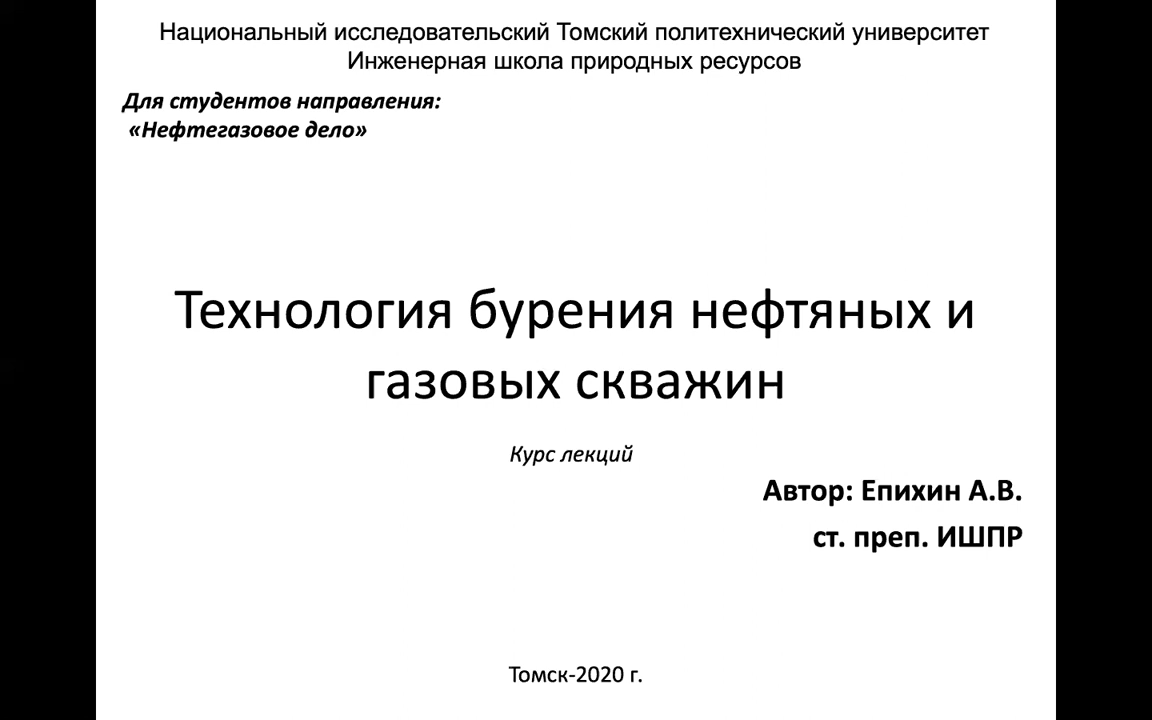 Национальный исследовательский Томский политехнический университет
Инженерная школа природных ресурсов
Для студентов направления:
«Нефтегазовое дело»
Технология бурения нефтяных и
газовых скважин
Курс лекций
Автор: Епихин А.В.
ст. преп. ИШПР
Томск-2020 г.